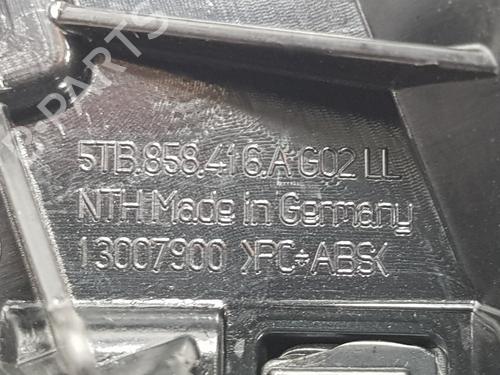 5TB.858.416.A G02 LL
NTH Made in Germany
13007900 >PC+ABS<